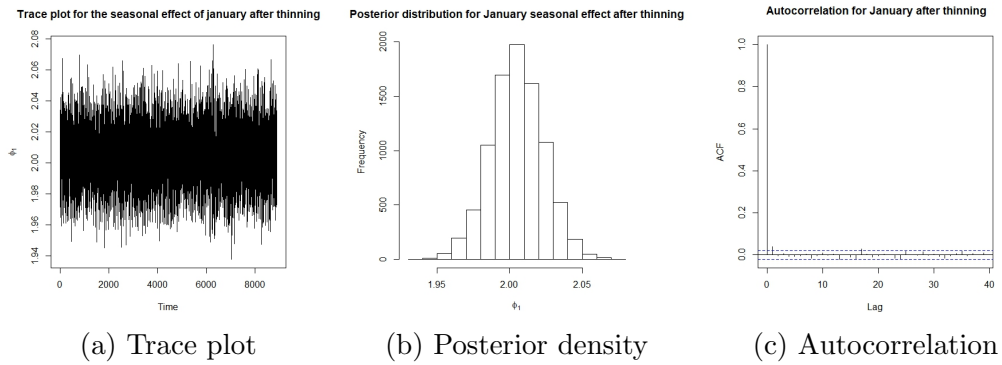 Trace plot for the seasonal effect of january after thinning
2.08
2.06
2.04
2.02
2.00
1.98
1.96
1.94
ϕ1
0 2000 4000 6000 8000
Time
(a) Trace plot
Posterior distribution for January seasonal effect after thinning
2000
1500
1000
500
0
Frequency
1.95 2.00 2.05
ϕ1
(b) Posterior density
Autocorrelation for January after thinning
1.0
0.8
0.6
0.4
0.2
0.0
ACF
0 10 20 30 40
Lag
(c) Autocorrelation